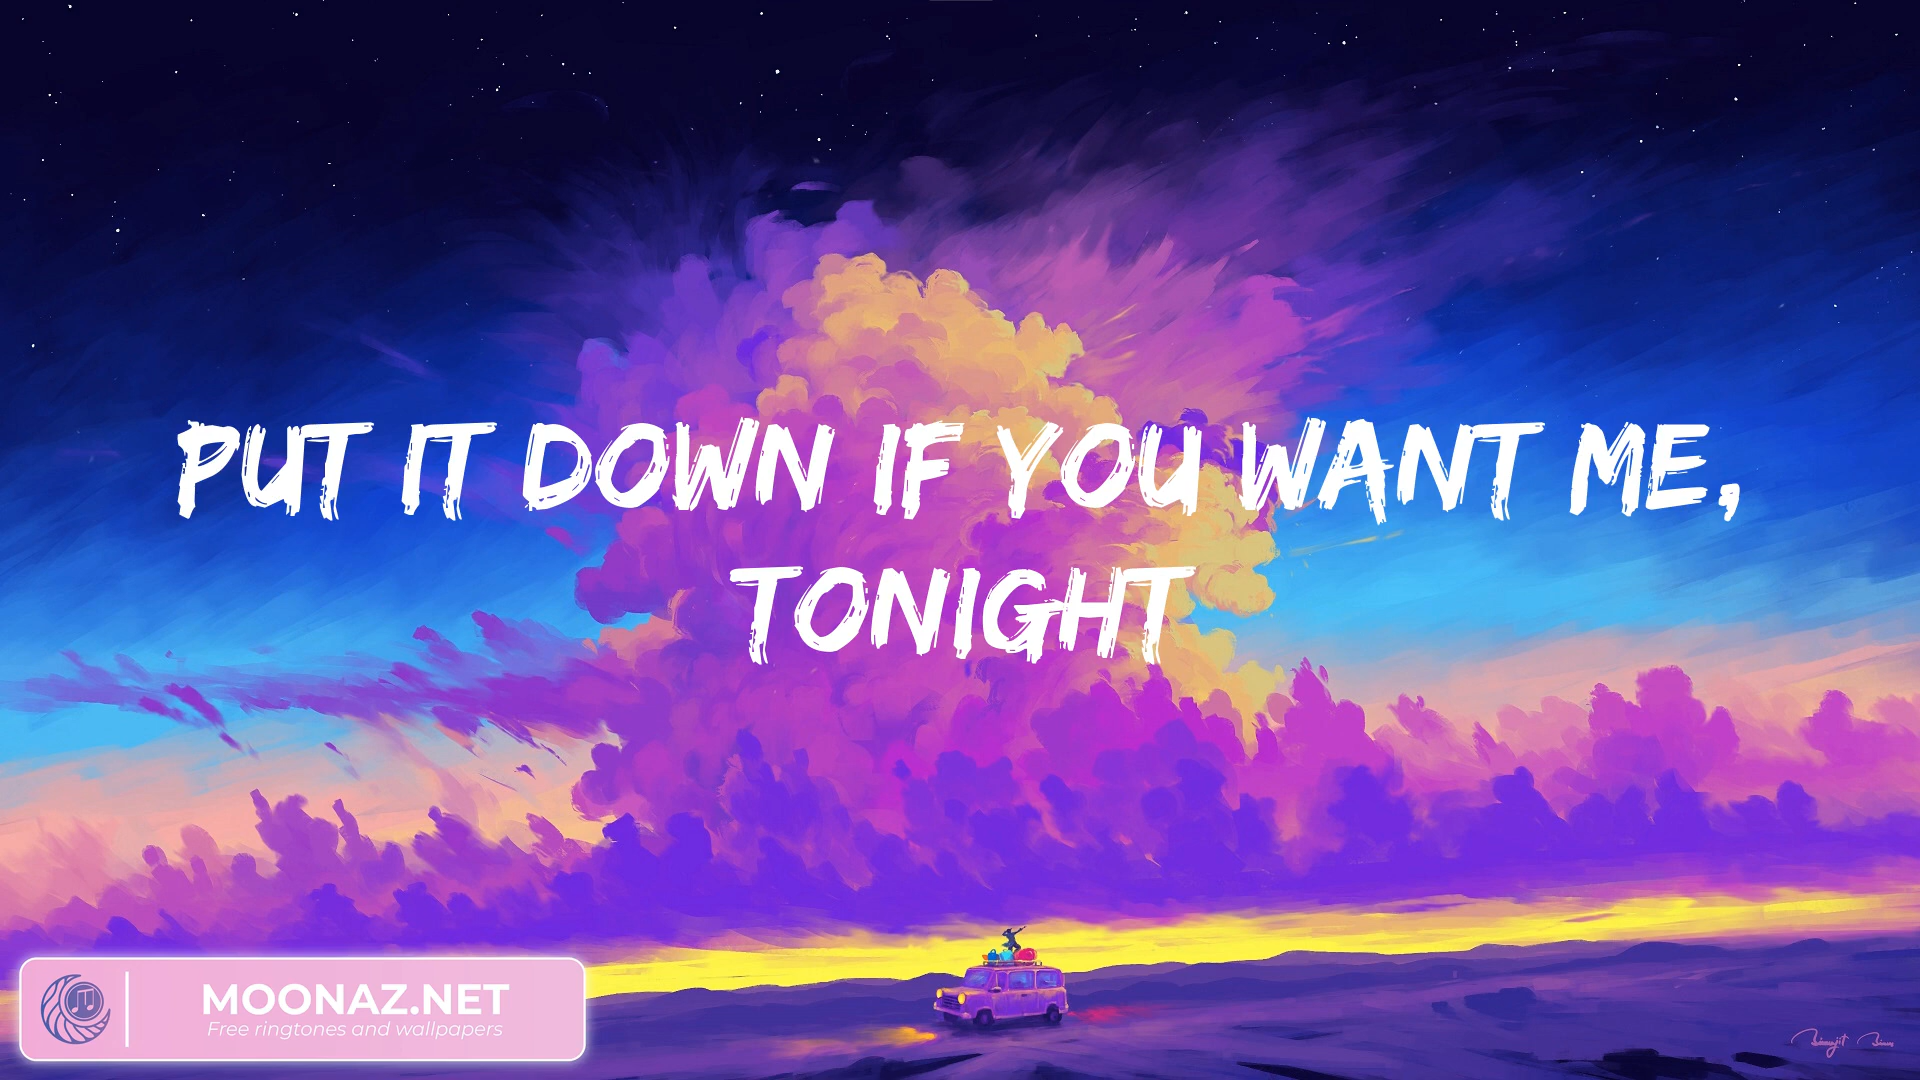 PUT IT DOWN IF YOU WANT ME,
TONIGHT
MOONAZ.NET
Free ringtones and wallpapers